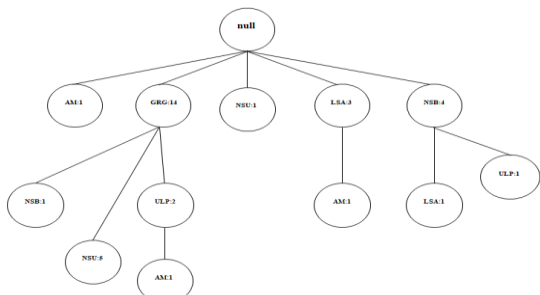 null
AM:1
GRG:14
NSU:1
LSA:3
NSB:4
NSB:1
ULP:2
AM:1
LSA:1
ULP:1
NSU:5
AM:1